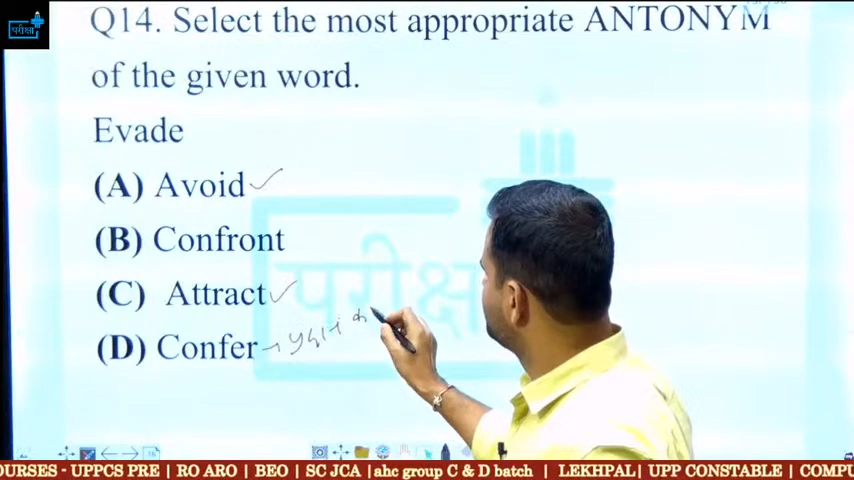 परीक्षा
Q14. Select the most appropriate ANTONYM
of the given word.
Evade
(A) Avoid
(B) Confront
(C) Attract
(D) Confer → प्रदान क
OURSES - UPPCS PRE | RO ARO | BEO | SC JCA |ahc group C & D batch | LEKHPAL| UPP CONSTABLE | COMPU